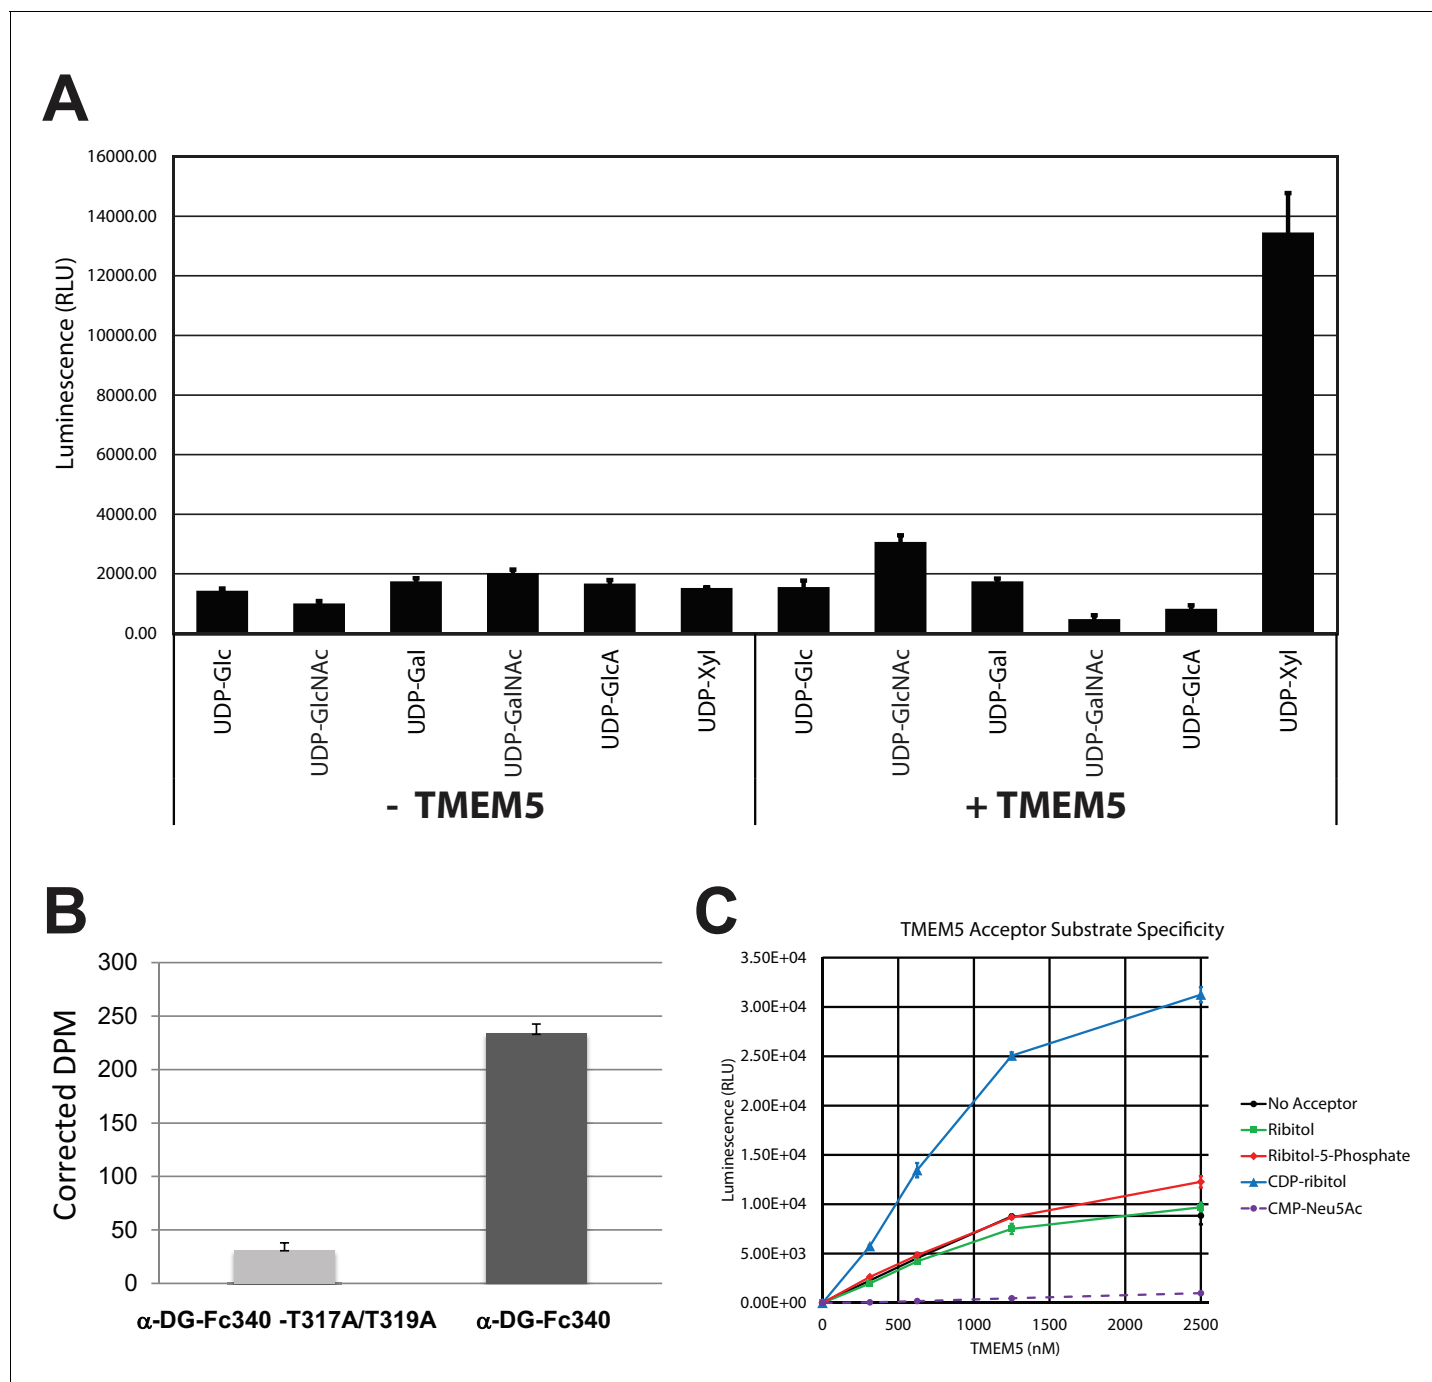 A
Luminescence (RLU)
16000.00
14000.00
12000.00
10000.00
8000.00
6000.00
4000.00
2000.00
0.00
UDP-Glc
UDP-GlcNAc
UDP-Gal
UDP-GalNAc
UDP-GlcA
UDP-Xyl
UDP-Glc
UDP-GlcNAc
UDP-Gal
UDP-GalNAc
UDP-GlcA
UDP-Xyl
- TMEM5
+ TMEM5
B
Corrected DPM
300
250
200
150
100
50
0
α-DG-Fc340 -T317A/T319A
α-DG-Fc340
C
TMEM5 Acceptor Substrate Specificity
Luminescence (RLU)
3.50E+04
3.00E+04
2.50E+04
2.00E+04
1.50E+04
1.00E+04
5.00E+03
0.00E+00
0
500
1000
1500
2000
2500
TMEM5 (nM)
No Acceptor
Ribitol
Ribitol-5-Phosphate
CDP-ribitol
CMP-Neu5Ac